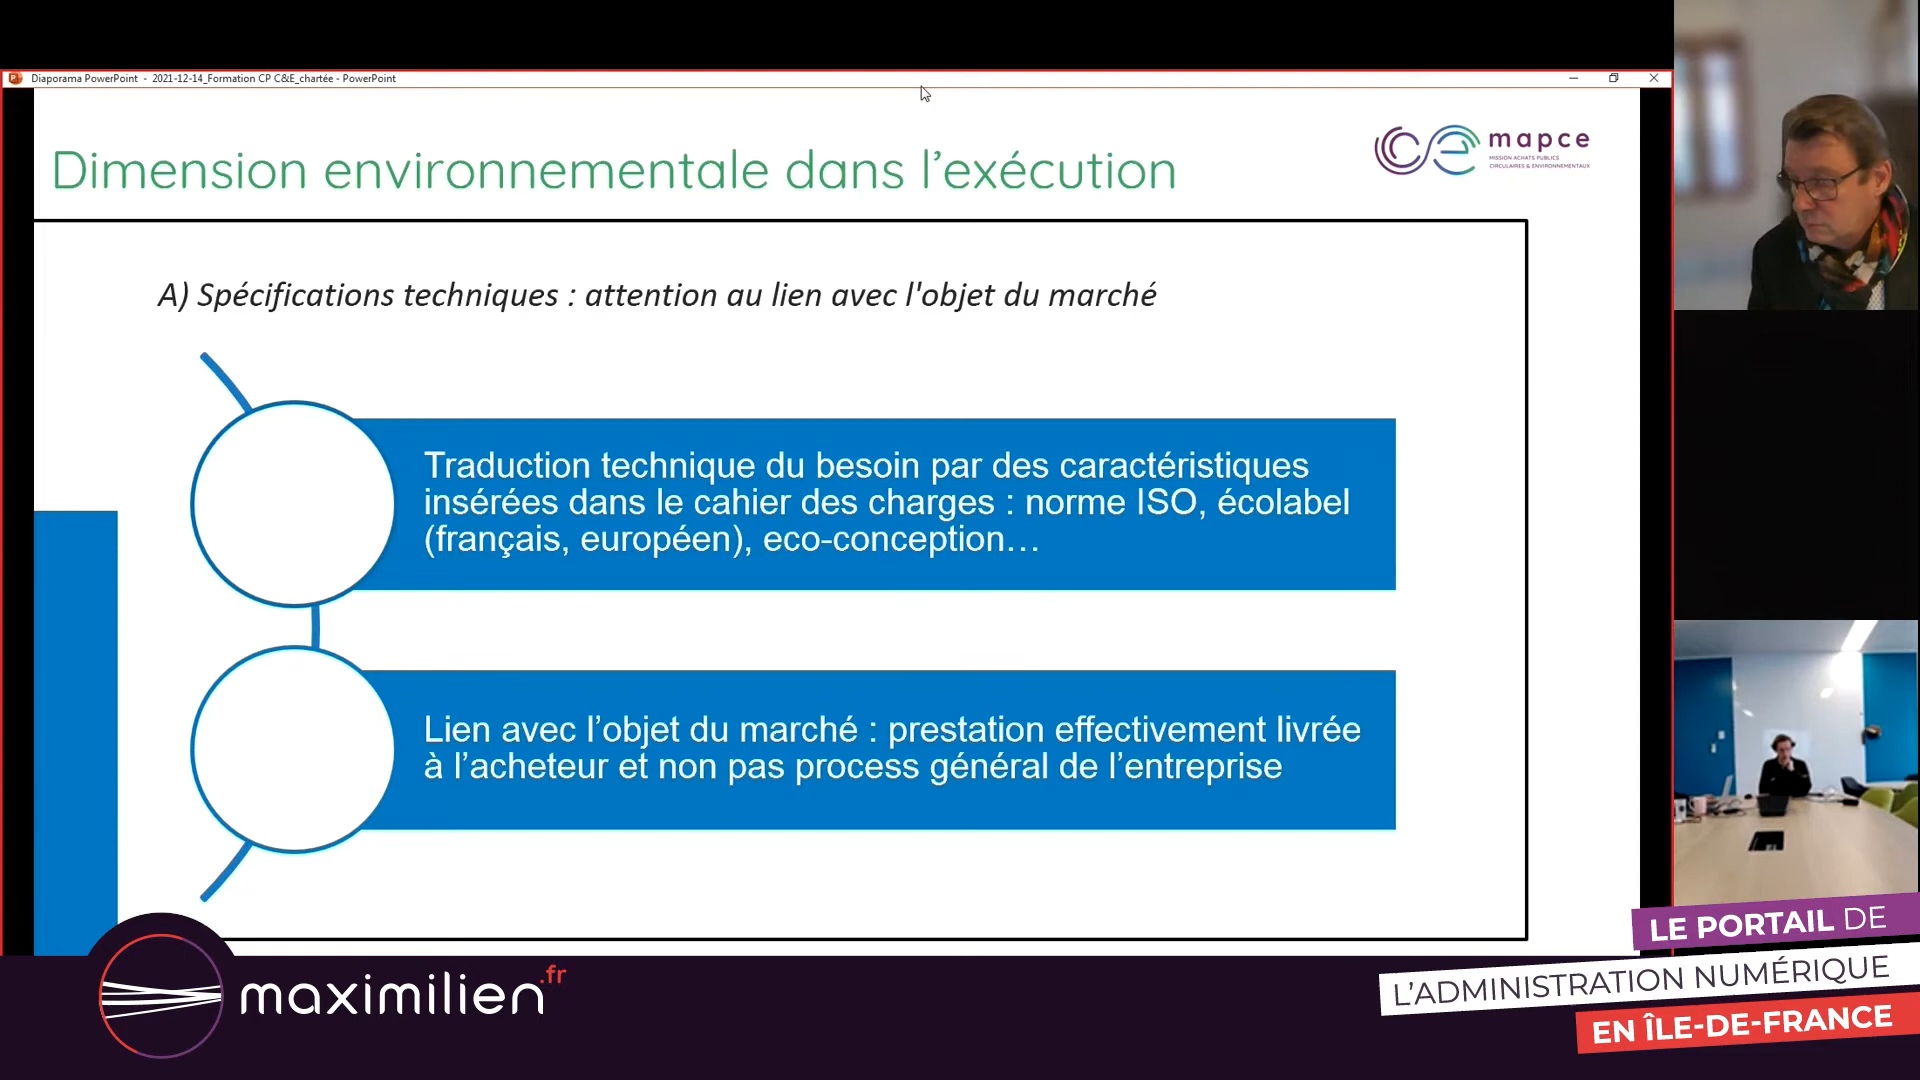 Diaporama PowerPoint - 2021-12-14_Formation CP C&E_chartée - PowerPoint
Dimension environnementale dans l’exécution
mapce
MISSION ACHATS PUBLICS
CIRCULAIRES & ENVIRONNEMENTAUX
A) Spécifications techniques : attention au lien avec l'objet du marché
Traduction technique du besoin par des caractéristiques
insérées dans le cahier des charges : norme ISO, écolabel
(français, européen), eco-conception…
Lien avec l’objet du marché : prestation effectivement livrée
à l’acheteur et non pas process général de l’entreprise
maximilien.fr
LE PORTAIL DE
L’ADMINISTRATION NUMÉRIQUE
EN ÎLE-DE-FRANCE